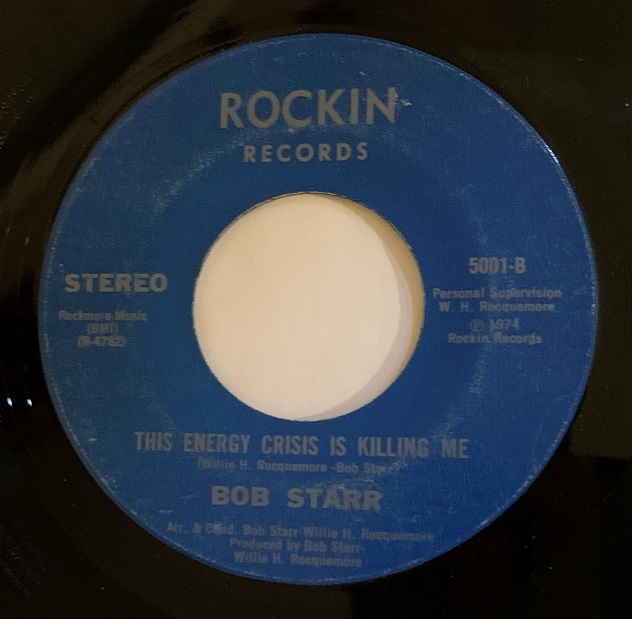 ROCKIN
RECORDS
STEREO
Rockmore Music
(BMI)
(R-4782)
5001-B
Personal Supervision
W. H. Rocquemore
℗ 1974
Rockin Records
THIS ENERGY CRISIS IS KILLING ME
(Willie H. Rocquemore -Bob Starr)
BOB STARR
Arr. & Cond. Bob Starr-Willie H. Rocquemore
Produced by Bob Starr-
Willie H. Rocquemore